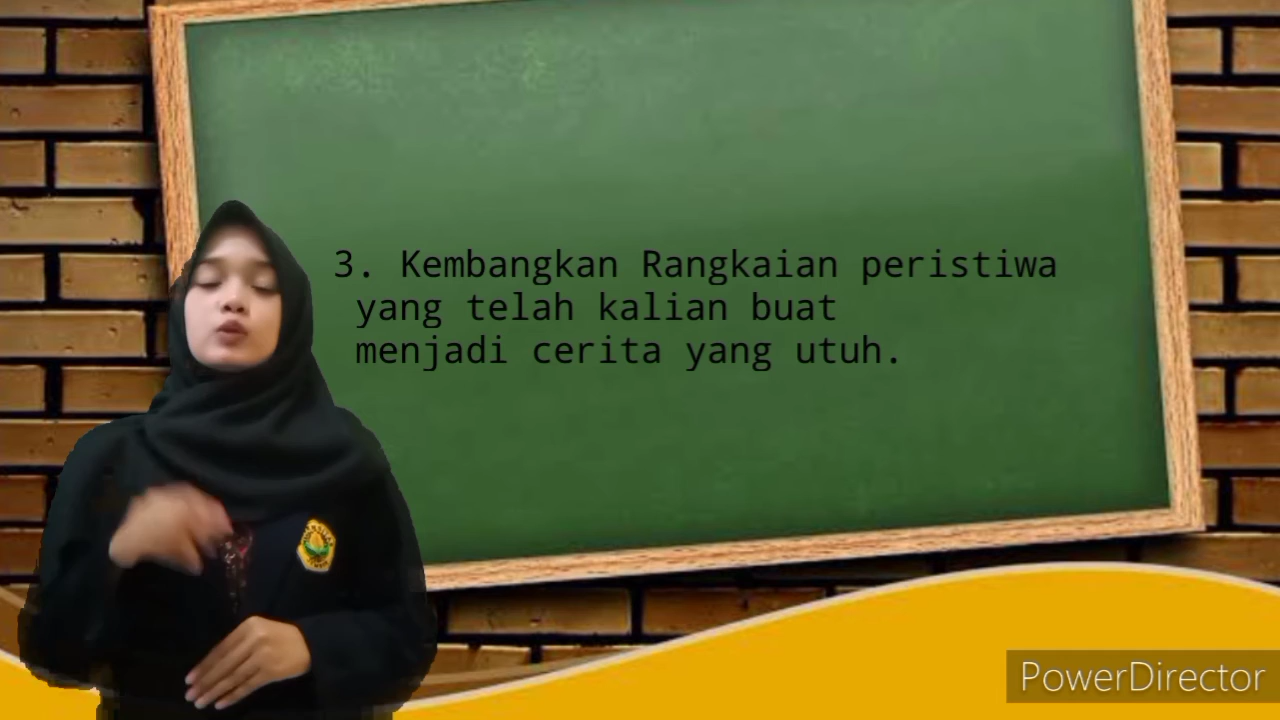 3. Kembangkan Rangkaian peristiwa
yang telah kalian buat
menjadi cerita yang utuh.
PowerDirector